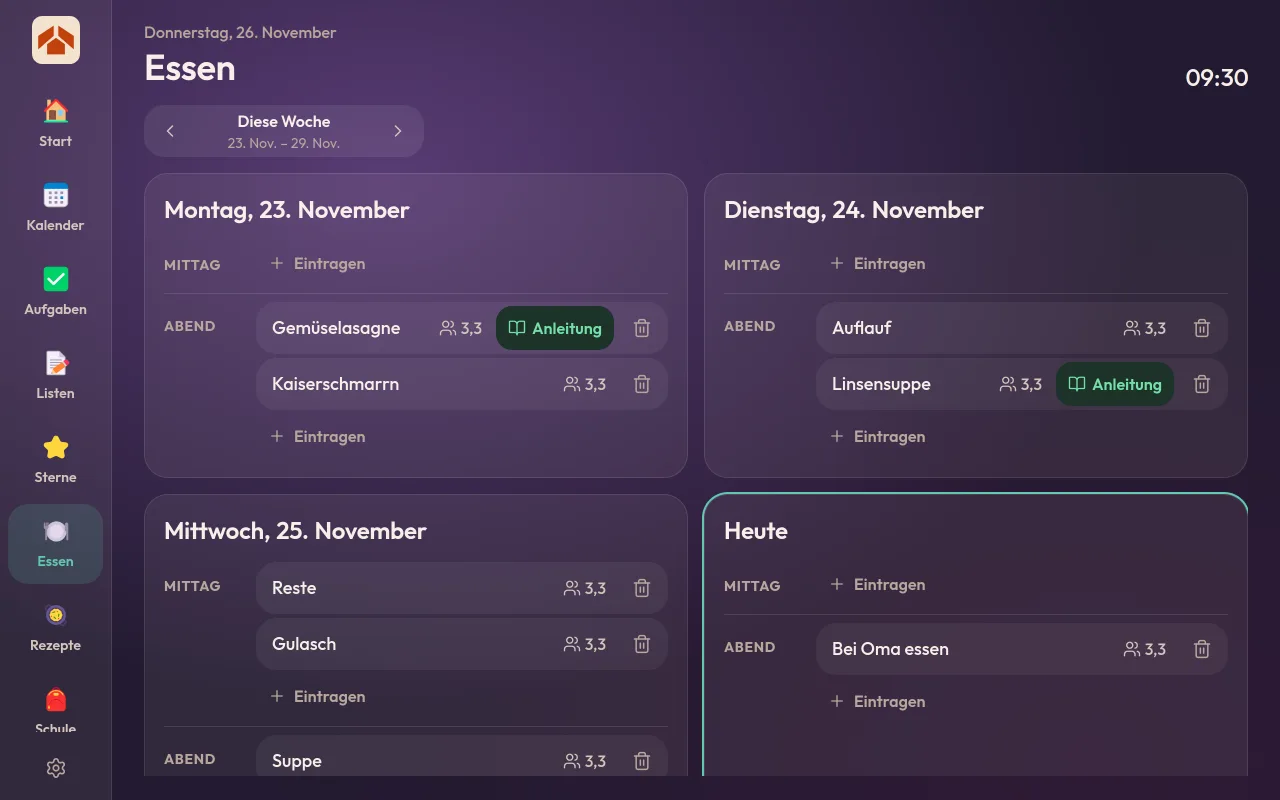 Donnerstag, 26. November
Essen
09:30
Diese Woche
23. Nov. – 29. Nov.
Start
Kalender
Aufgaben
Listen
Sterne
Essen
Rezepte
Schule
Montag, 23. November
MITTAG
Eintragen
ABEND
Gemüselasagne 3,3 Anleitung
Kaiserschmarrn 3,3
Eintragen
Dienstag, 24. November
MITTAG
Eintragen
ABEND
Auflauf 3,3
Linsensuppe 3,3 Anleitung
Eintragen
Mittwoch, 25. November
MITTAG
Reste 3,3
Gulasch 3,3
Eintragen
ABEND
Suppe 3,3
Heute
MITTAG
Eintragen
ABEND
Bei Oma essen 3,3
Eintragen